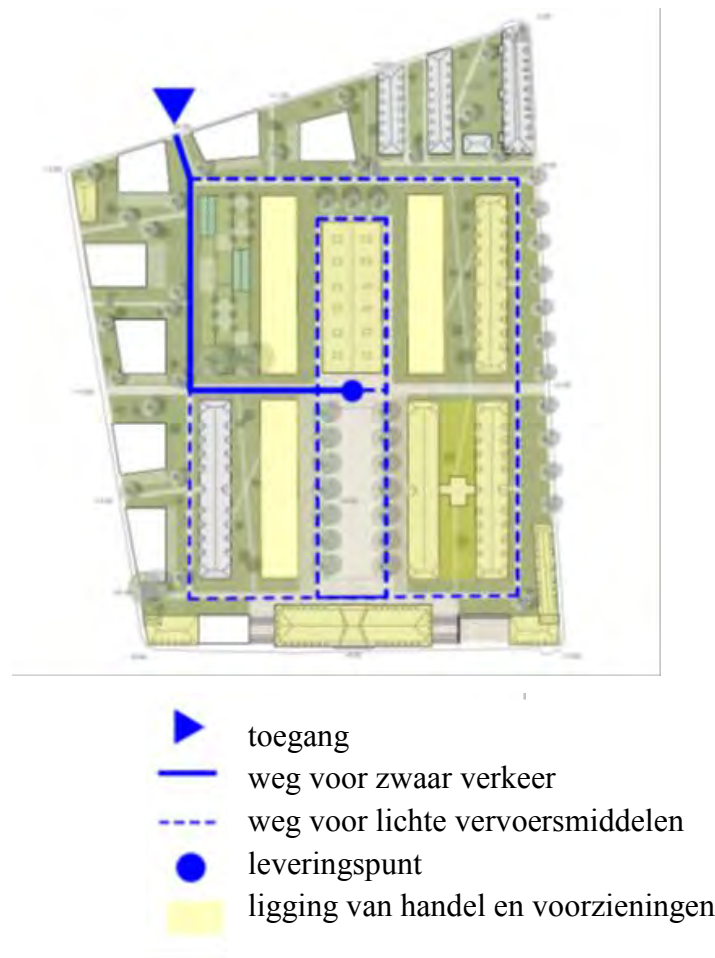 toegang
weg voor zwaar verkeer
weg voor lichte vervoersmiddelen
leveringspunt
ligging van handel en voorzieningen